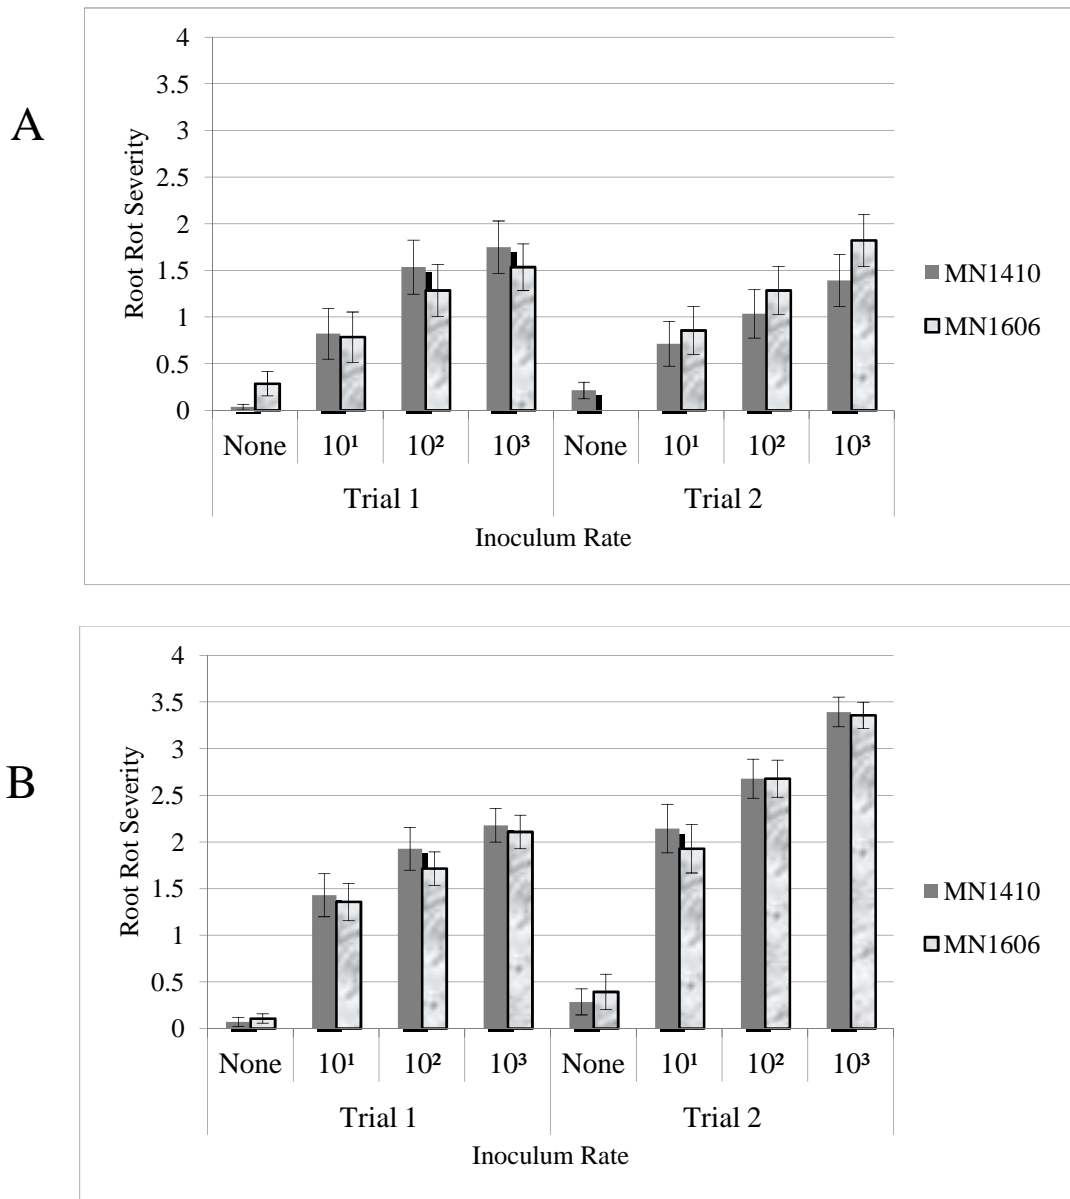 A
Root Rot Severity
4
3.5
3
2.5
2
1.5
1
0.5
0
None 10¹ 10² 10³ None 10¹ 10² 10³
Trial 1 Trial 2
Inoculum Rate
MN1410
MN1606
B
Root Rot Severity
4
3.5
3
2.5
2
1.5
1
0.5
0
None 10¹ 10² 10³ None 10¹ 10² 10³
Trial 1 Trial 2
Inoculum Rate
MN1410
MN1606